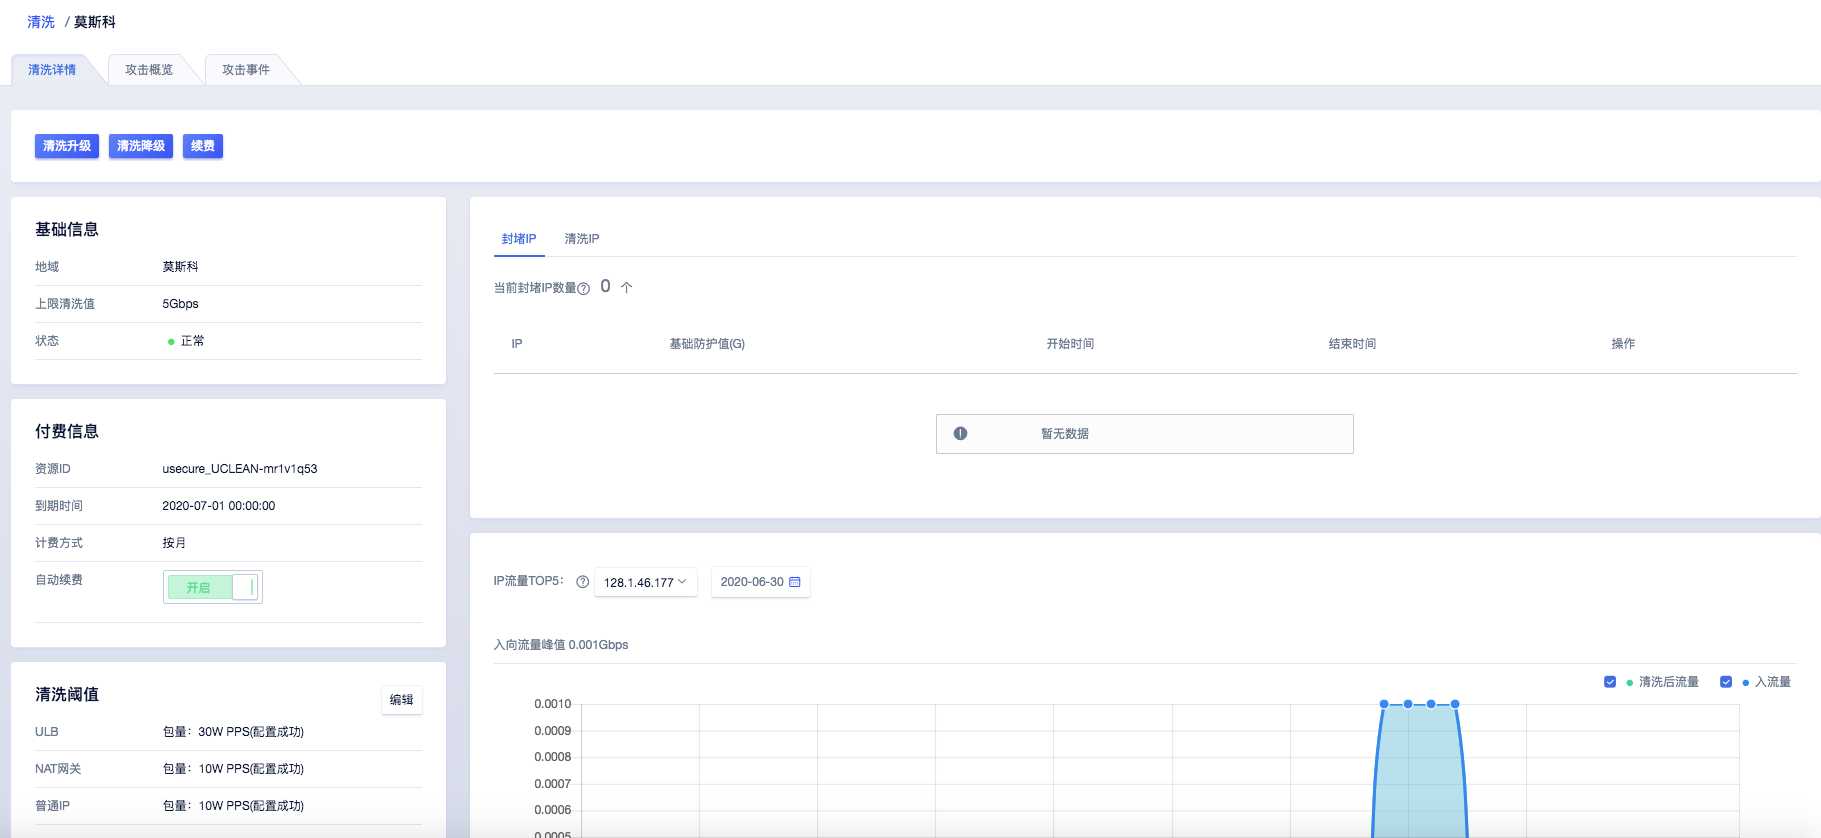 清洗 / 莫斯科
清洗详情 攻击概览 攻击事件
清洗升级 清洗降级 续费
基础信息
地域 莫斯科
上限清洗值 5Gbps
状态 正常
付费信息
资源ID usecure_UCLEAN-mr1v1q53
到期时间 2020-07-01 00:00:00
计费方式 按月
自动续费 开启
清洗阈值 编辑
ULB 包量：30W PPS(配置成功)
NAT网关 包量：10W PPS(配置成功)
普通IP 包量：10W PPS(配置成功)
封堵IP 清洗IP
当前封堵IP数量? 0 个
IP 基础防护值(G) 开始时间 结束时间 操作
暂无数据
IP流量TOP5： ? 128.1.46.177 2020-06-30
入向流量峰值 0.001Gbps
清洗后流量 入流量
0.0010
0.0009
0.0008
0.0007
0.0006
0.0005